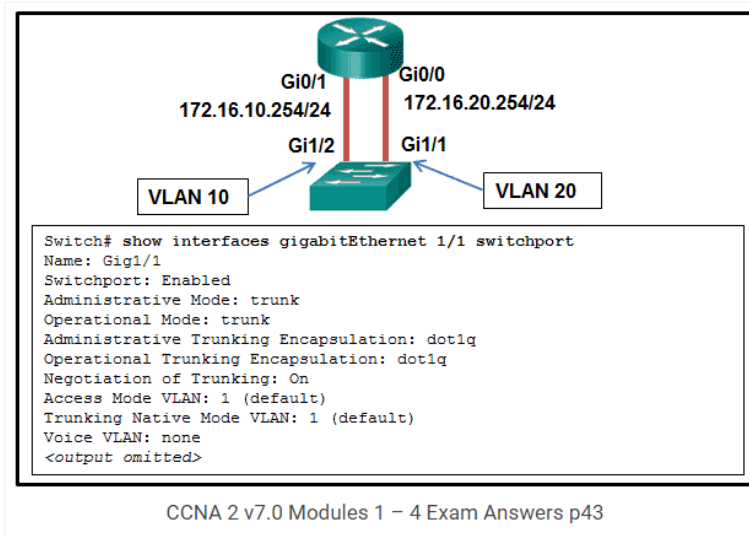 Gi0/1
Gi0/0
172.16.10.254/24
172.16.20.254/24
Gi1/2
Gi1/1
VLAN 10
VLAN 20
Switch# show interfaces gigabitEthernet 1/1 switchport
Name: Gig1/1
Switchport: Enabled
Administrative Mode: trunk
Operational Mode: trunk
Administrative Trunking Encapsulation: dot1q
Operational Trunking Encapsulation: dot1q
Negotiation of Trunking: On
Access Mode VLAN: 1 (default)
Trunking Native Mode VLAN: 1 (default)
Voice VLAN: none
<output omitted>
CCNA 2 v7.0 Modules 1 – 4 Exam Answers p43